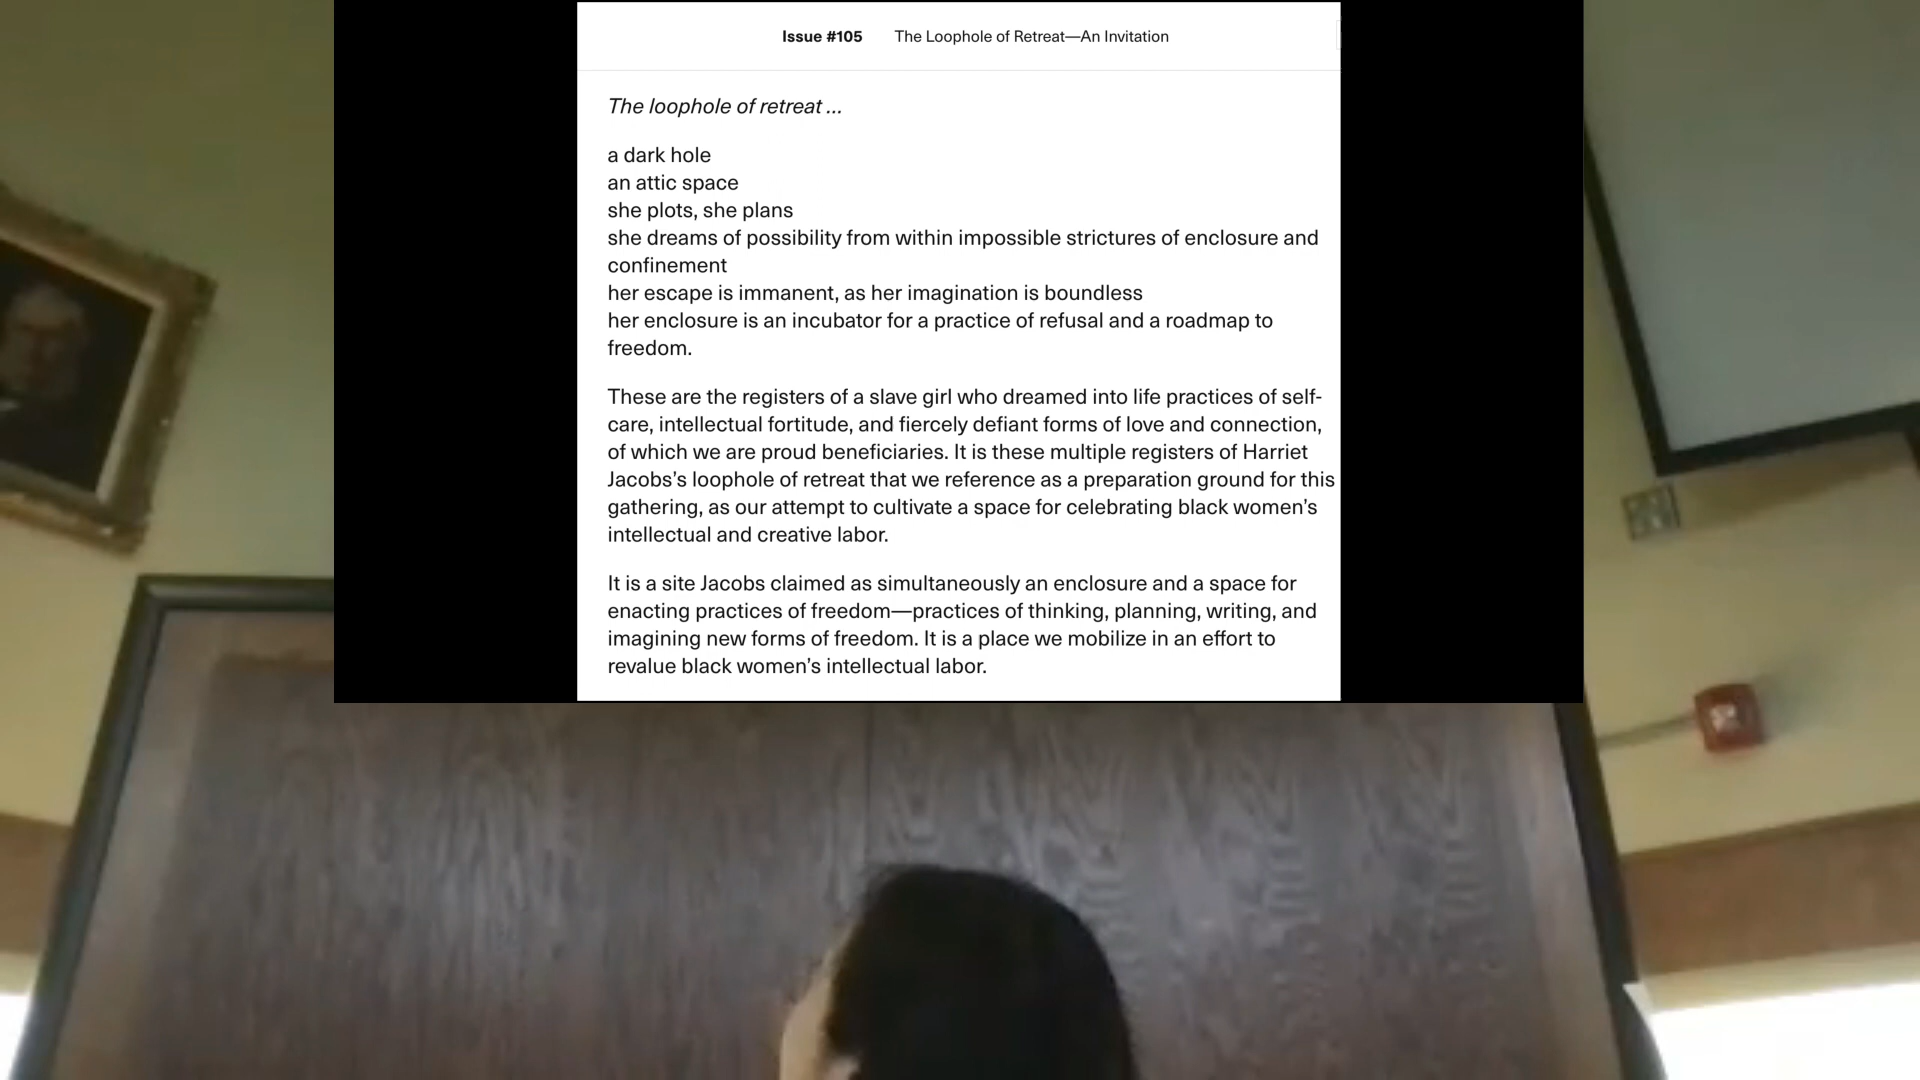 Issue #105 The Loophole of Retreat—An Invitation
The loophole of retreat ...
a dark hole
an attic space
she plots, she plans
she dreams of possibility from within impossible strictures of enclosure and
confinement
her escape is immanent, as her imagination is boundless
her enclosure is an incubator for a practice of refusal and a roadmap to
freedom.
These are the registers of a slave girl who dreamed into life practices of self-
care, intellectual fortitude, and fiercely defiant forms of love and connection,
of which we are proud beneficiaries. It is these multiple registers of Harriet
Jacobs’s loophole of retreat that we reference as a preparation ground for this
gathering, as our attempt to cultivate a space for celebrating black women’s
intellectual and creative labor.
It is a site Jacobs claimed as simultaneously an enclosure and a space for
enacting practices of freedom—practices of thinking, planning, writing, and
imagining new forms of freedom. It is a place we mobilize in an effort to
revalue black women’s intellectual labor.